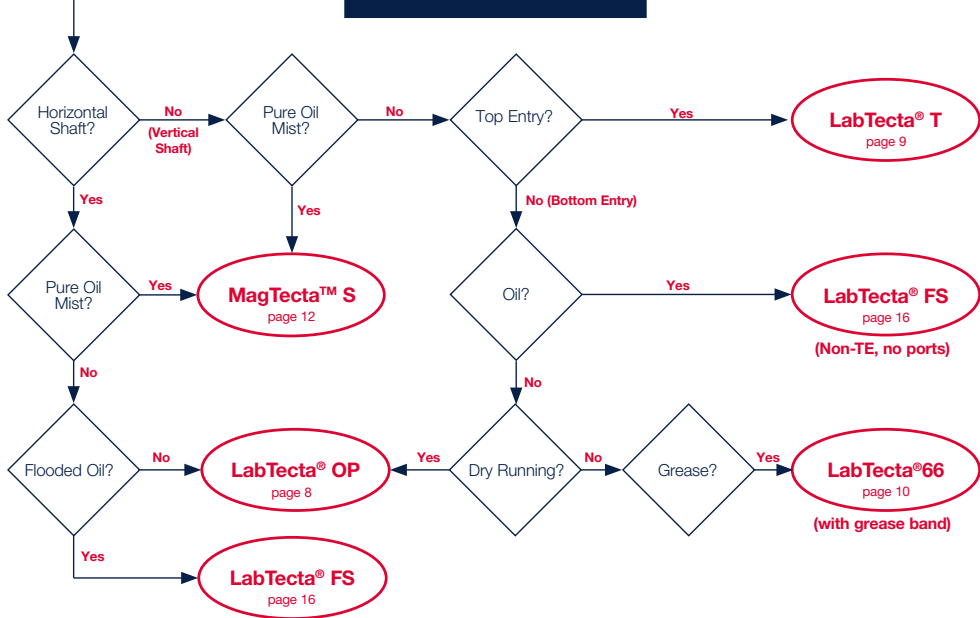 Horizontal
Shaft?
No
(Vertical
Shaft)
Pure Oil
Mist?
No
Top Entry?
Yes
LabTecta® T
page 9
Yes
Yes
No (Bottom Entry)
Pure Oil
Mist?
Yes
MagTecta™ S
page 12
Oil?
Yes
LabTecta® FS
page 16
(Non-TE, no ports)
No
No
Flooded Oil?
No
LabTecta® OP
page 8
Yes
Dry Running?
No
Grease?
Yes
LabTecta®66
page 10
(with grease band)
Yes
LabTecta® FS
page 16